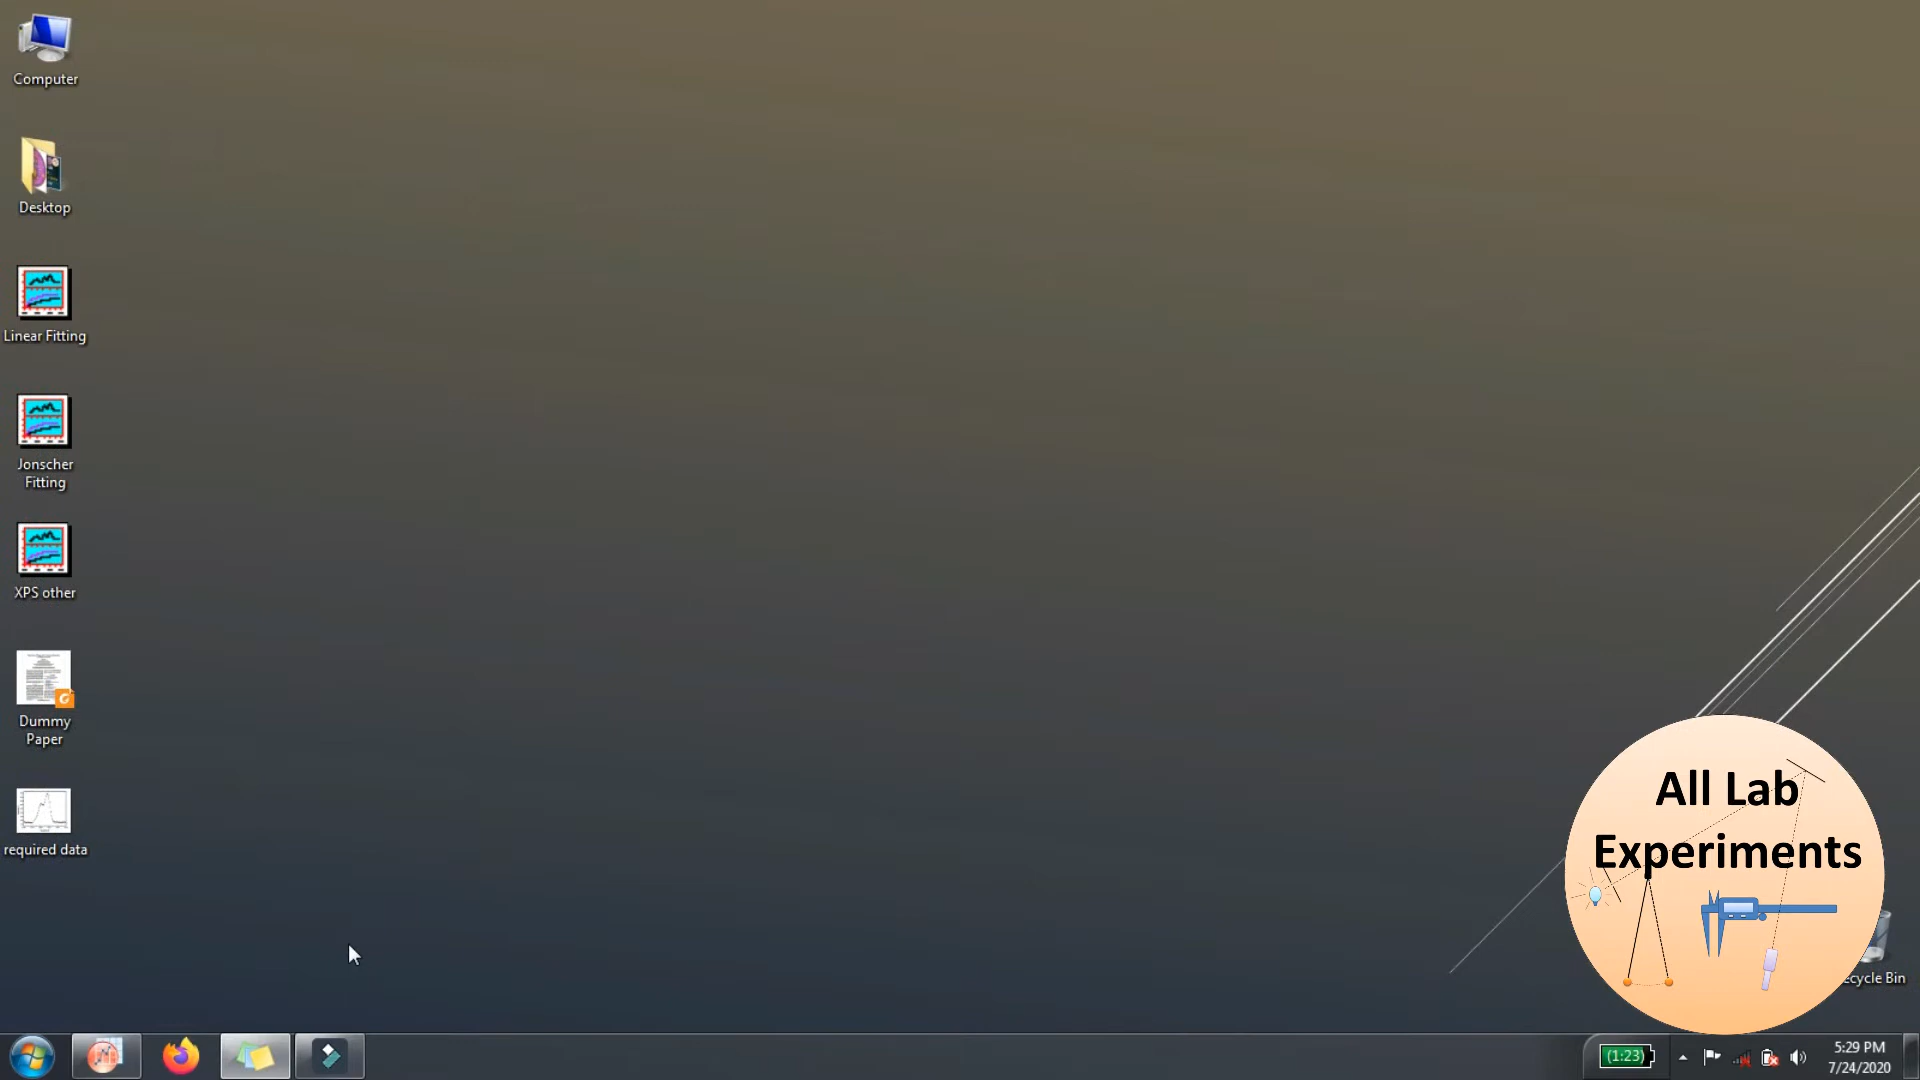 Computer
Desktop
Linear Fitting
Jonscher
Fitting
XPS other
Dummy
Paper
required data
All Lab
Experiments
ecycle Bin
(1:23)
5:29 PM
7/24/2020